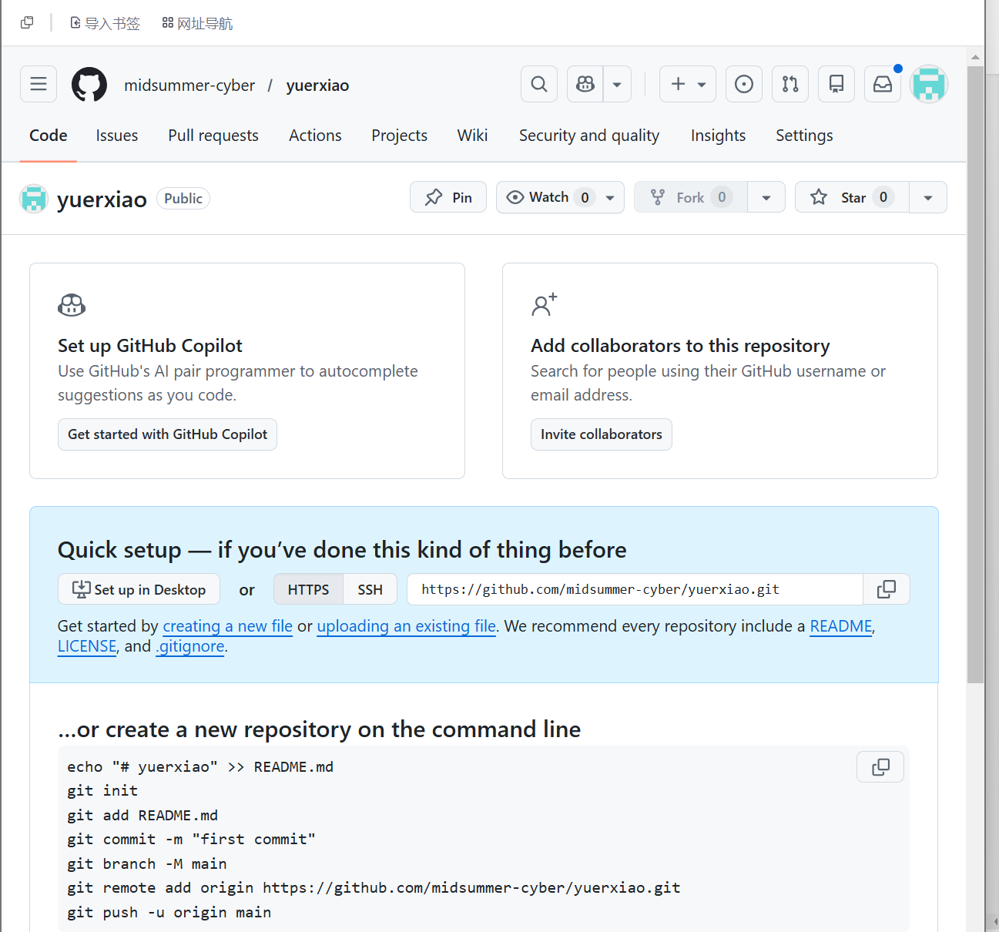 导入书签 网址导航
midsummer-cyber / yuerxiao
Code Issues Pull requests Actions Projects Wiki Security and quality Insights Settings
yuerxiao Public Pin Watch 0 Fork 0 Star 0
Set up GitHub Copilot
Use GitHub's AI pair programmer to autocomplete
suggestions as you code.
Get started with GitHub Copilot
Add collaborators to this repository
Search for people using their GitHub username or
email address.
Invite collaborators
Quick setup — if you’ve done this kind of thing before
Set up in Desktop or HTTPS SSH https://github.com/midsummer-cyber/yuerxiao.git
Get started by creating a new file or uploading an existing file. We recommend every repository include a README,
LICENSE, and .gitignore.
…or create a new repository on the command line
echo "# yuerxiao" >> README.md
git init
git add README.md
git commit -m "first commit"
git branch -M main
git remote add origin https://github.com/midsummer-cyber/yuerxiao.git
git push -u origin main